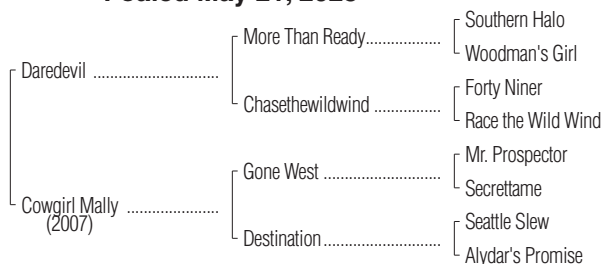 Foaled May
Southern Halo
More Than Ready..................
Woodman's Girl
Daredevil ..............................
Forty Niner
Chasethewildwind .................
Race the Wild Wind
Mr. Prospector
Gone West ............................
Secrettame
Cowgirl Mally ......................
(2007)
Seattle Slew
Destination............................
Alydar's Promise